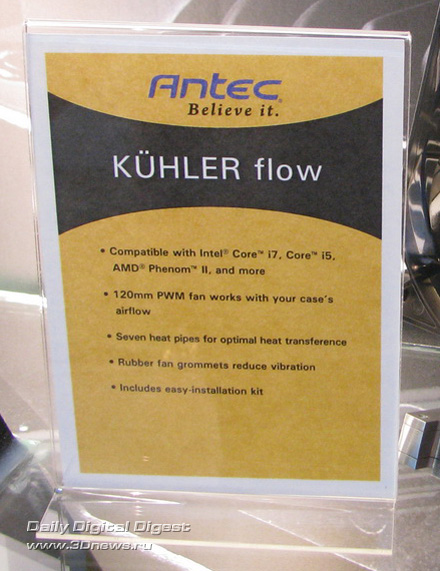 Antec
Believe it.
KÜHLER flow
• Compatible with Intel® Core™ i7, Core™ i5,
AMD® Phenom™ II, and more
• 120mm PWM fan works with your case's
airflow
• Seven heat pipes for optimal heat transference
• Rubber fan grommets reduce vibration
• Includes easy-installation kit
Daily Digital Digest
www.3Dnews.ru